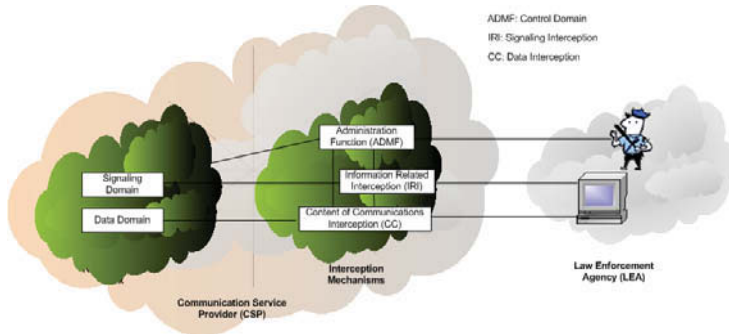 ADMF: Control Domain
IRI: Signaling Interception
CC: Data Interception
Administration
Function (ADMF)
Signaling
Domain
Information Related
Interception (IRI)
Data Domain
Content of Communications
Interception (CC)
Interception
Mechanisms
Law Enforcement
Agency (LEA)
Communication Service
Provider (CSP)